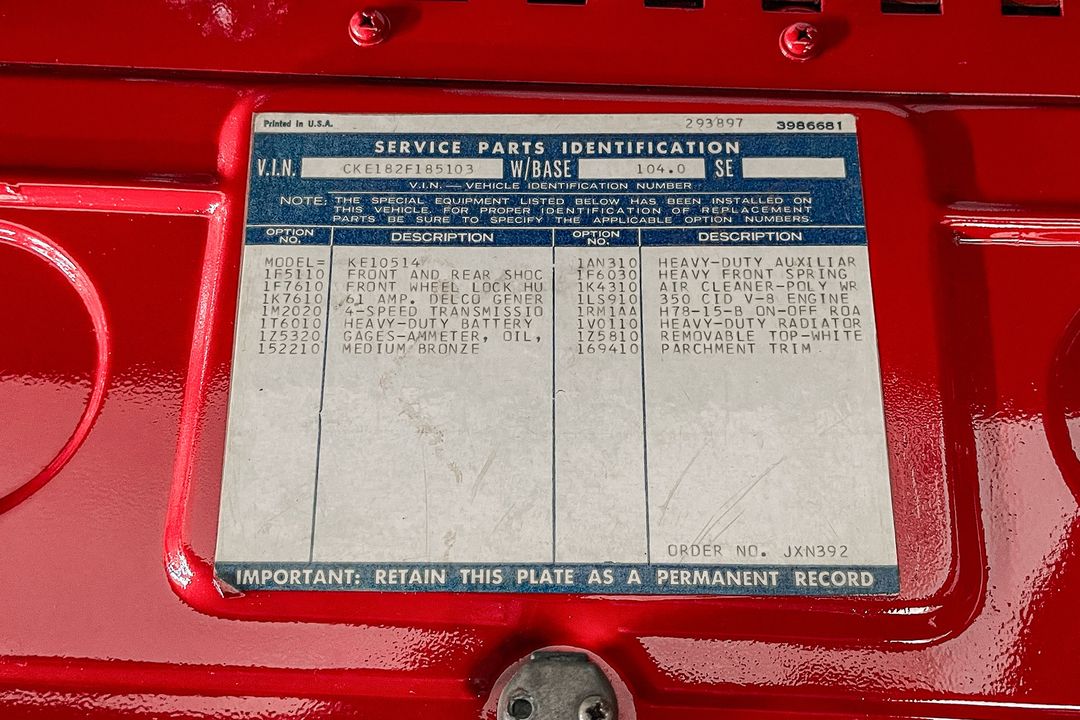 Printed in U.S.A. 293897 3986681
SERVICE PARTS IDENTIFICATION
V.I.N. CKE182F185103 W/BASE 104.0 SE
V.I.N. — VEHICLE IDENTIFICATION NUMBER
NOTE: THE SPECIAL EQUIPMENT LISTED BELOW HAS BEEN INSTALLED ON
THIS VEHICLE. FOR PROPER IDENTIFICATION OF REPLACEMENT
PARTS BE SURE TO SPECIFY THE APPLICABLE OPTION NUMBERS.
OPTION NO. DESCRIPTION OPTION NO. DESCRIPTION
MODEL= KE10514 1AN310 HEAVY-DUTY AUXILIAR
1F5110 FRONT AND REAR SHOC 1F6030 HEAVY FRONT SPRING
1F7610 FRONT WHEEL LOCK HU 1K4310 AIR CLEANER-POLY WR
1K7610 61 AMP. DELCO GENER 1LS910 350 CID V-8 ENGINE
1M2020 4-SPEED TRANSMISSIO 1RM1AA H78-15-B ON-OFF ROA
1T6010 HEAVY-DUTY BATTERY 1V0110 HEAVY-DUTY RADIATOR
1Z5320 GAGES-AMMETER, OIL, 1Z5810 REMOVABLE TOP-WHITE
152210 MEDIUM BRONZE 169410 PARCHMENT TRIM
ORDER NO. JXN392
IMPORTANT: RETAIN THIS PLATE AS A PERMANENT RECORD